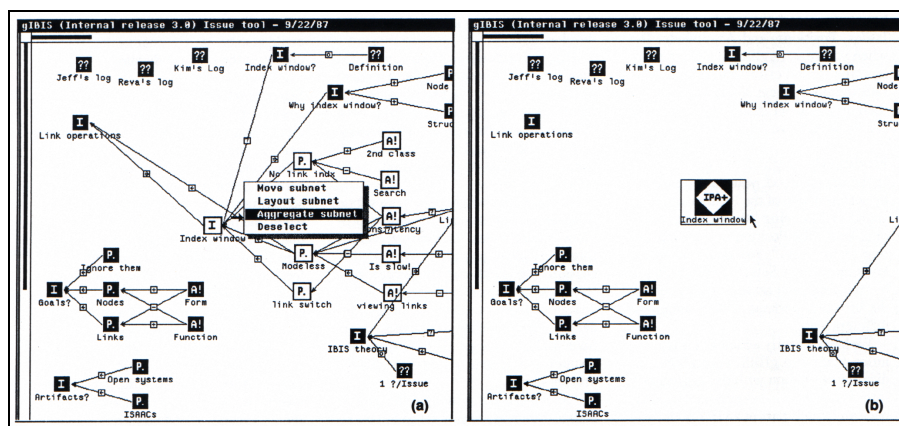 gIBIS (Internal release 3.0) Issue tool - 9/22/87
?? Jeff's log
?? Reva's log
?? Kim's Log
I Index window?
?? Definition
I Why index window?
Node
Struc
I Link operations
P. No link indx
A! 2nd class
A! Search
Move subnet
Layout subnet
Aggregate subnet
Deselect
I Index window
A!
P. Modeless
A! Is slow!
P. link switch
A! viewing links
P. Ignore them
I Goals?
P. Nodes
A! Form
P. Links
A! Function
I IBIS theory
?? 1 ?/Issue
I Artifacts?
P. Open systems
P. ISAACs
(a)
gIBIS (Internal release 3.0) Issue tool - 9/22/87
?? Jeff's log
?? Reva's log
?? Kim's Log
I Index window?
?? Definition
I Why index window?
Node
Stru
I Link operations
IPA+
Index window
Li
P. Ignore them
I Goals?
P. Nodes
A! Form
P. Links
A! Function
I IBIS theory
?? 1 ?/Issue
I Artifacts?
P. Open systems
P. ISAACs
(b)